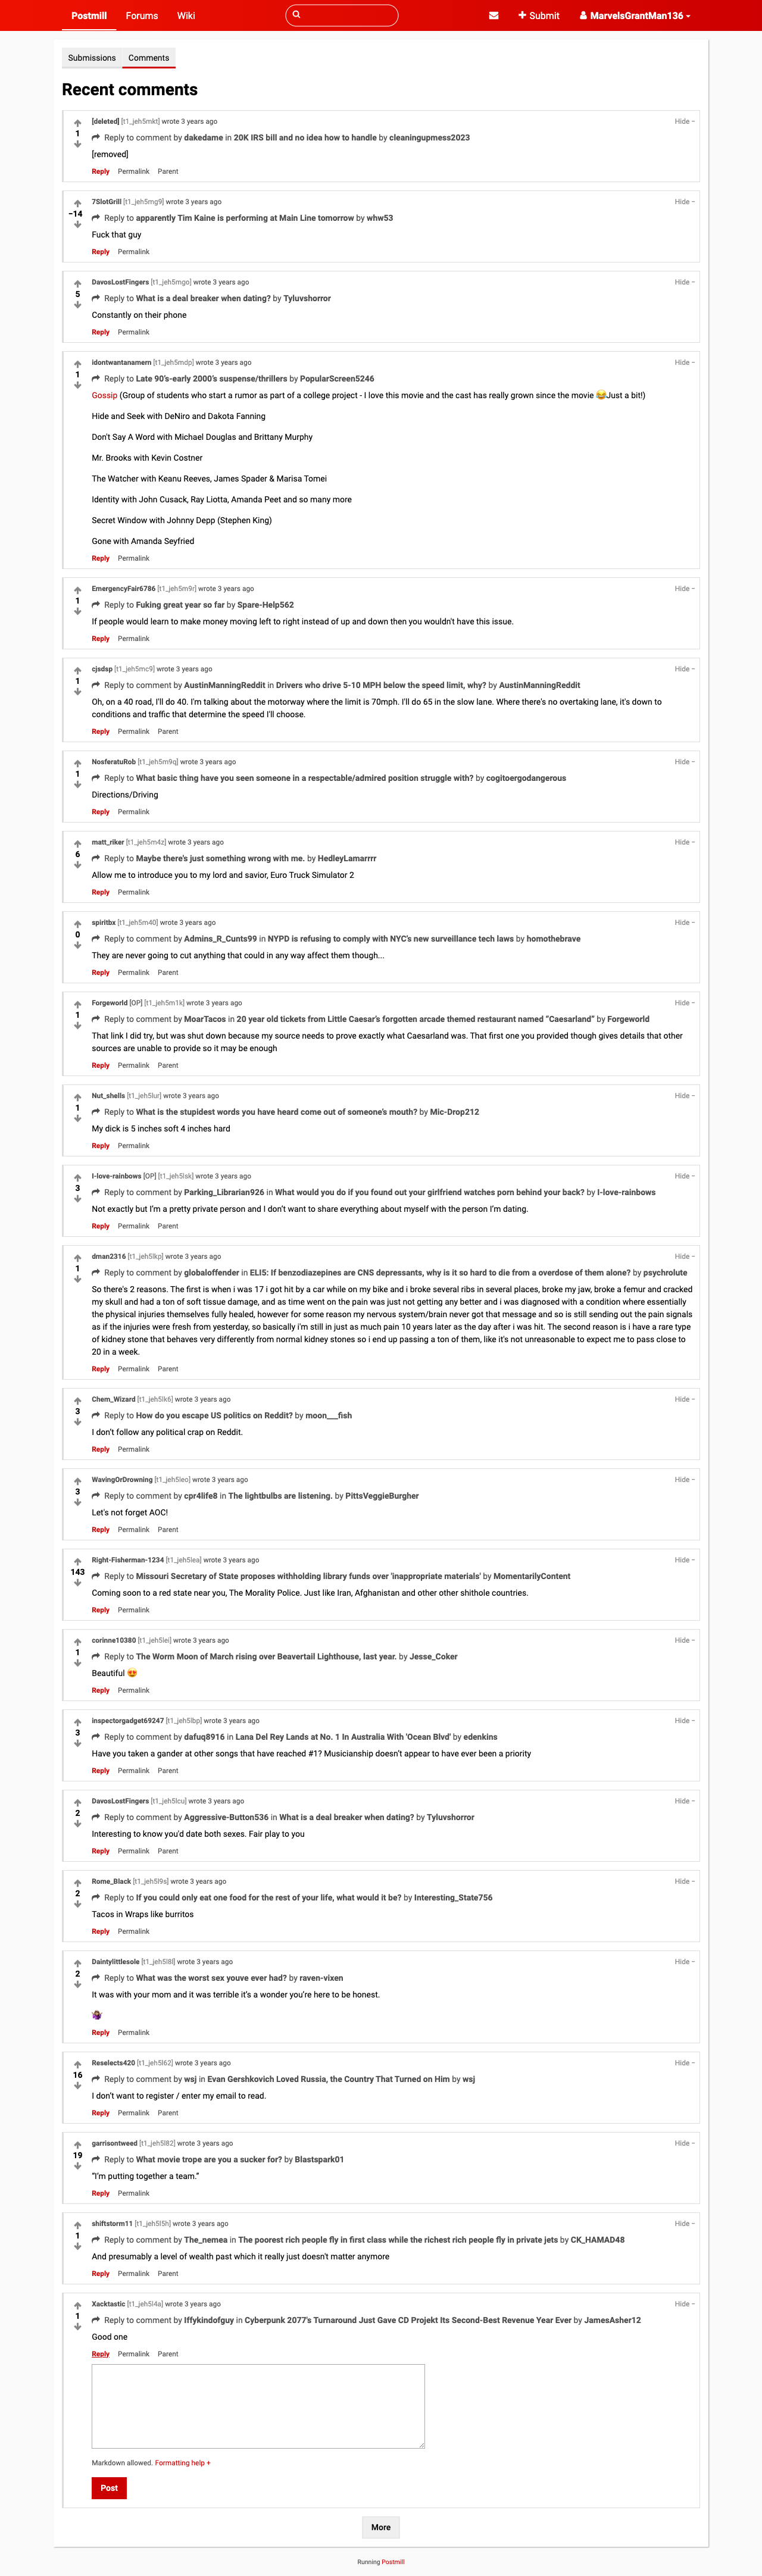 Postmill Forums Wiki Submit MarvelsGrantMan136
Submissions Comments
Recent comments
[deleted] [t1_jeh5mkt] wrote 3 years ago Hide −
1
Reply to comment by dakedame in 20K IRS bill and no idea how to handle by cleaningupmess2023
[removed]
Reply Permalink Parent
7SlotGrill [t1_jeh5mg9] wrote 3 years ago Hide −
−14
Reply to apparently Tim Kaine is performing at Main Line tomorrow by whw53
Fuck that guy
Reply Permalink
DavosLostFingers [t1_jeh5mgo] wrote 3 years ago Hide −
5
Reply to What is a deal breaker when dating? by Tyluvshorror
Constantly on their phone
Reply Permalink
idontwantanamern [t1_jeh5mdp] wrote 3 years ago Hide −
1
Reply to Late 90’s-early 2000’s suspense/thrillers by PopularScreen5246
Gossip (Group of students who start a rumor as part of a college project - I love this movie and the cast has really grown since the movie 😂Just a bit!)
Hide and Seek with DeNiro and Dakota Fanning
Don't Say A Word with Michael Douglas and Brittany Murphy
Mr. Brooks with Kevin Costner
The Watcher with Keanu Reeves, James Spader & Marisa Tomei
Identity with John Cusack, Ray Liotta, Amanda Peet and so many more
Secret Window with Johnny Depp (Stephen King)
Gone with Amanda Seyfried
Reply Permalink
EmergencyFair6786 [t1_jeh5m9r] wrote 3 years ago Hide −
1
Reply to Fuking great year so far by Spare-Help562
If people would learn to make money moving left to right instead of up and down then you wouldn't have this issue.
Reply Permalink
cjsdsp [t1_jeh5mc9] wrote 3 years ago Hide −
1
Reply to comment by AustinManningReddit in Drivers who drive 5-10 MPH below the speed limit, why? by AustinManningReddit
Oh, on a 40 road, I'll do 40. I'm talking about the motorway where the limit is 70mph. I'll do 65 in the slow lane. Where there's no overtaking lane, it's down to
conditions and traffic that determine the speed I'll choose.
Reply Permalink Parent
NosferatuRob [t1_jeh5m9q] wrote 3 years ago Hide −
1
Reply to What basic thing have you seen someone in a respectable/admired position struggle with? by cogitoergodangerous
Directions/Driving
Reply Permalink
matt_riker [t1_jeh5m4z] wrote 3 years ago Hide −
6
Reply to Maybe there's just something wrong with me. by HedleyLamarrrr
Allow me to introduce you to my lord and savior, Euro Truck Simulator 2
Reply Permalink
spiritbx [t1_jeh5m40] wrote 3 years ago Hide −
0
Reply to comment by Admins_R_Cunts99 in NYPD is refusing to comply with NYC's new surveillance tech laws by homothebrave
They are never going to cut anything that could in any way affect them though...
Reply Permalink Parent
Forgeworld [OP] [t1_jeh5m1k] wrote 3 years ago Hide −
1
Reply to comment by MoarTacos in 20 year old tickets from Little Caesar’s forgotten arcade themed restaurant named “Caesarland” by Forgeworld
That link I did try, but was shut down because my source needs to prove exactly what Caesarland was. That first one you provided though gives details that other
sources are unable to provide so it may be enough
Reply Permalink Parent
Nut_shells [t1_jeh5lur] wrote 3 years ago Hide −
1
Reply to What is the stupidest words you have heard come out of someone’s mouth? by Mic-Drop212
My dick is 5 inches soft 4 inches hard
Reply Permalink
I-love-rainbows [OP] [t1_jeh5lsk] wrote 3 years ago Hide −
3
Reply to comment by Parking_Librarian926 in What would you do if you found out your girlfriend watches porn behind your back? by I-love-rainbows
Not exactly but I’m a pretty private person and I don’t want to share everything about myself with the person I’m dating.
Reply Permalink Parent
dman2316 [t1_jeh5lkp] wrote 3 years ago Hide −
1
Reply to comment by globaloffender in ELI5: If benzodiazepines are CNS depressants, why is it so hard to die from a overdose of them alone? by psychrolute
So there's 2 reasons. The first is when i was 17 i got hit by a car while on my bike and i broke several ribs in several places, broke my jaw, broke a femur and cracked
my skull and had a ton of soft tissue damage, and as time went on the pain was just not getting any better and i was diagnosed with a condition where essentially
the physical injuries themselves fully healed, however for some reason my nervous system/brain never got that message and so is still sending out the pain signals
as if the injuries were fresh from yesterday, so basically i'm still in just as much pain 10 years later as the day after i was hit. The second reason is i have a rare type
of kidney stone that behaves very differently from normal kidney stones so i end up passing a ton of them, like it's not unreasonable to expect me to pass close to
20 in a week.
Reply Permalink Parent
Chem_Wizard [t1_jeh5lk6] wrote 3 years ago Hide −
3
Reply to How do you escape US politics on Reddit? by moon___fish
I don’t follow any political crap on Reddit.
Reply Permalink
WavingOrDrowning [t1_jeh5leo] wrote 3 years ago Hide −
3
Reply to comment by cpr4life8 in The lightbulbs are listening. by PittsVeggieBurgher
Let's not forget AOC!
Reply Permalink Parent
Right-Fisherman-1234 [t1_jeh5lea] wrote 3 years ago Hide −
143
Reply to Missouri Secretary of State proposes withholding library funds over 'inappropriate materials' by MomentarilyContent
Coming soon to a red state near you, The Morality Police. Just like Iran, Afghanistan and other other shithole countries.
Reply Permalink
corinne10380 [t1_jeh5lei] wrote 3 years ago Hide −
1
Reply to The Worm Moon of March rising over Beavertail Lighthouse, last year. by Jesse_Coker
Beautiful 😍
Reply Permalink
inspectorgadget69247 [t1_jeh5lbp] wrote 3 years ago Hide −
3
Reply to comment by dafuq8916 in Lana Del Rey Lands at No. 1 In Australia With 'Ocean Blvd' by edenkins
Have you taken a gander at other songs that have reached #1? Musicianship doesn’t appear to have ever been a priority
Reply Permalink Parent
DavosLostFingers [t1_jeh5lcu] wrote 3 years ago Hide −
2
Reply to comment by Aggressive-Button536 in What is a deal breaker when dating? by Tyluvshorror
Interesting to know you'd date both sexes. Fair play to you
Reply Permalink Parent
Rome_Black [t1_jeh5l9s] wrote 3 years ago Hide −
2
Reply to If you could only eat one food for the rest of your life, what would it be? by Interesting_State756
Tacos in Wraps like burritos
Reply Permalink
Daintylittlesole [t1_jeh5l8l] wrote 3 years ago Hide −
2
Reply to What was the worst sex youve ever had? by raven-vixen
It was with your mom and it was terrible it’s a wonder you’re here to be honest.
Reply Permalink
Reselects420 [t1_jeh5l62] wrote 3 years ago Hide −
16
Reply to comment by wsj in Evan Gershkovich Loved Russia, the Country That Turned on Him by wsj
I don’t want to register / enter my email to read.
Reply Permalink Parent
garrisontweed [t1_jeh5l82] wrote 3 years ago Hide −
19
Reply to What movie trope are you a sucker for? by Blastspark01
“I’m putting together a team.”
Reply Permalink
shiftstorm11 [t1_jeh5l5h] wrote 3 years ago Hide −
1
Reply to comment by The_nemea in The poorest rich people fly in first class while the richest rich people fly in private jets by CK_HAMAD48
And presumably a level of wealth past which it really just doesn't matter anymore
Reply Permalink Parent
Xacktastic [t1_jeh5l4a] wrote 3 years ago Hide −
1
Reply to comment by Iffykindofguy in Cyberpunk 2077's Turnaround Just Gave CD Projekt Its Second-Best Revenue Year Ever by JamesAsher12
Good one
Reply Permalink Parent
Markdown allowed. Formatting help +
Post
More
Running Postmill